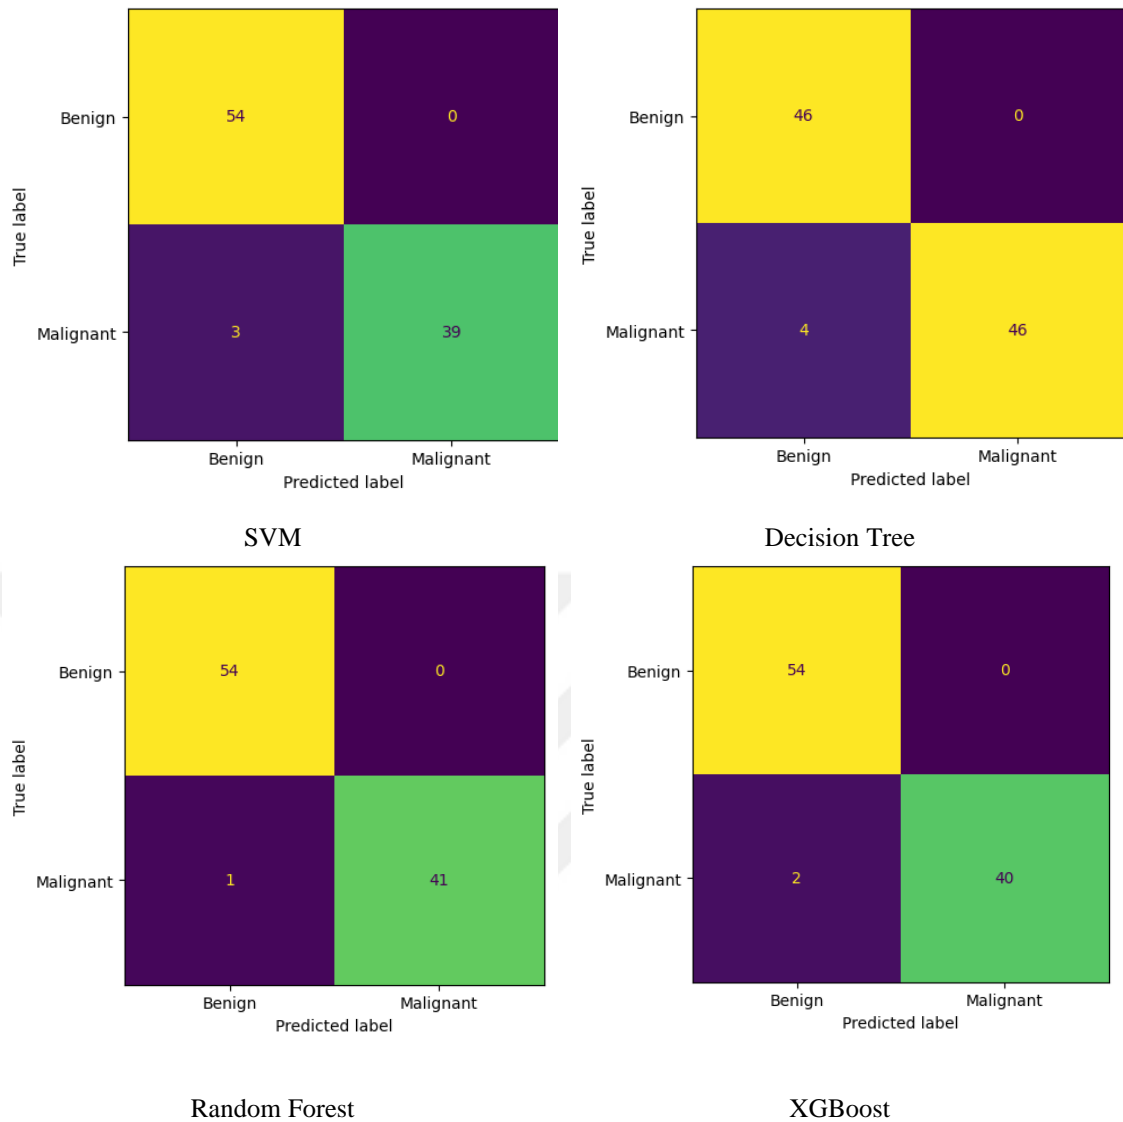 True label
Benign
54
0
Malignant
3
39
Benign
Malignant
Predicted label
SVM
True label
Benign
46
0
Malignant
4
46
Benign
Malignant
Predicted label
Decision Tree
True label
Benign
54
0
Malignant
1
41
Benign
Malignant
Predicted label
Random Forest
True label
Benign
54
0
Malignant
2
40
Benign
Malignant
Predicted label
XGBoost